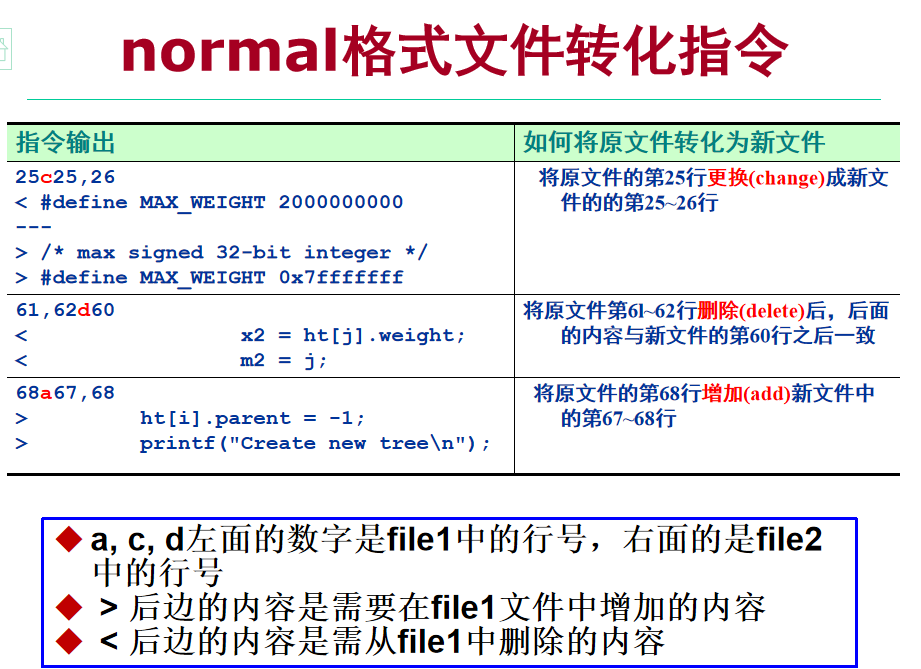 normal格式文件转化指令
指令输出
如何将原文件转化为新文件
25c25,26
< #define MAX_WEIGHT 2000000000
---
> /* max signed 32-bit integer */
> #define MAX_WEIGHT 0x7fffffff
将原文件的第25行更换(change)成新文
件的的第25~26行
61,62d60
<                  x2 = ht[j].weight;
<                  m2 = j;
将原文件第6l~62行删除(delete)后，后面
的内容与新文件的第60行之后一致
68a67,68
>         ht[i].parent = -1;
>         printf("Create new tree\n");
将原文件的第68行增加(add)新文件中
的第67~68行
◆ a, c, d左面的数字是file1中的行号，右面的是file2
中的行号
◆ > 后边的内容是需要在file1文件中增加的内容
◆ < 后边的内容是需从file1中删除的内容